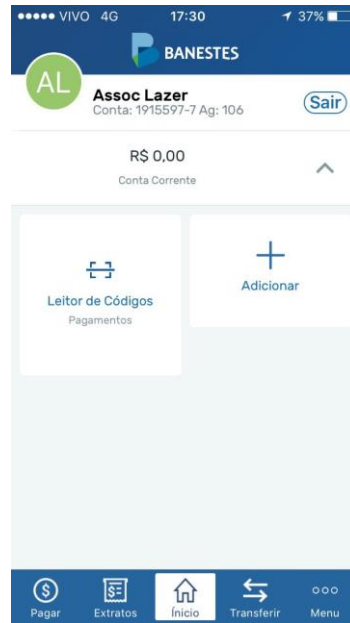 VIVO 4G 17:30 37%
BANESTES
AL
Assoc Lazer
Conta: 1915597-7 Ag: 106
Sair
R$ 0,00
Conta Corrente
Leitor de Códigos
Pagamentos
Adicionar
Pagar Extratos Ínicio Transferir Menu